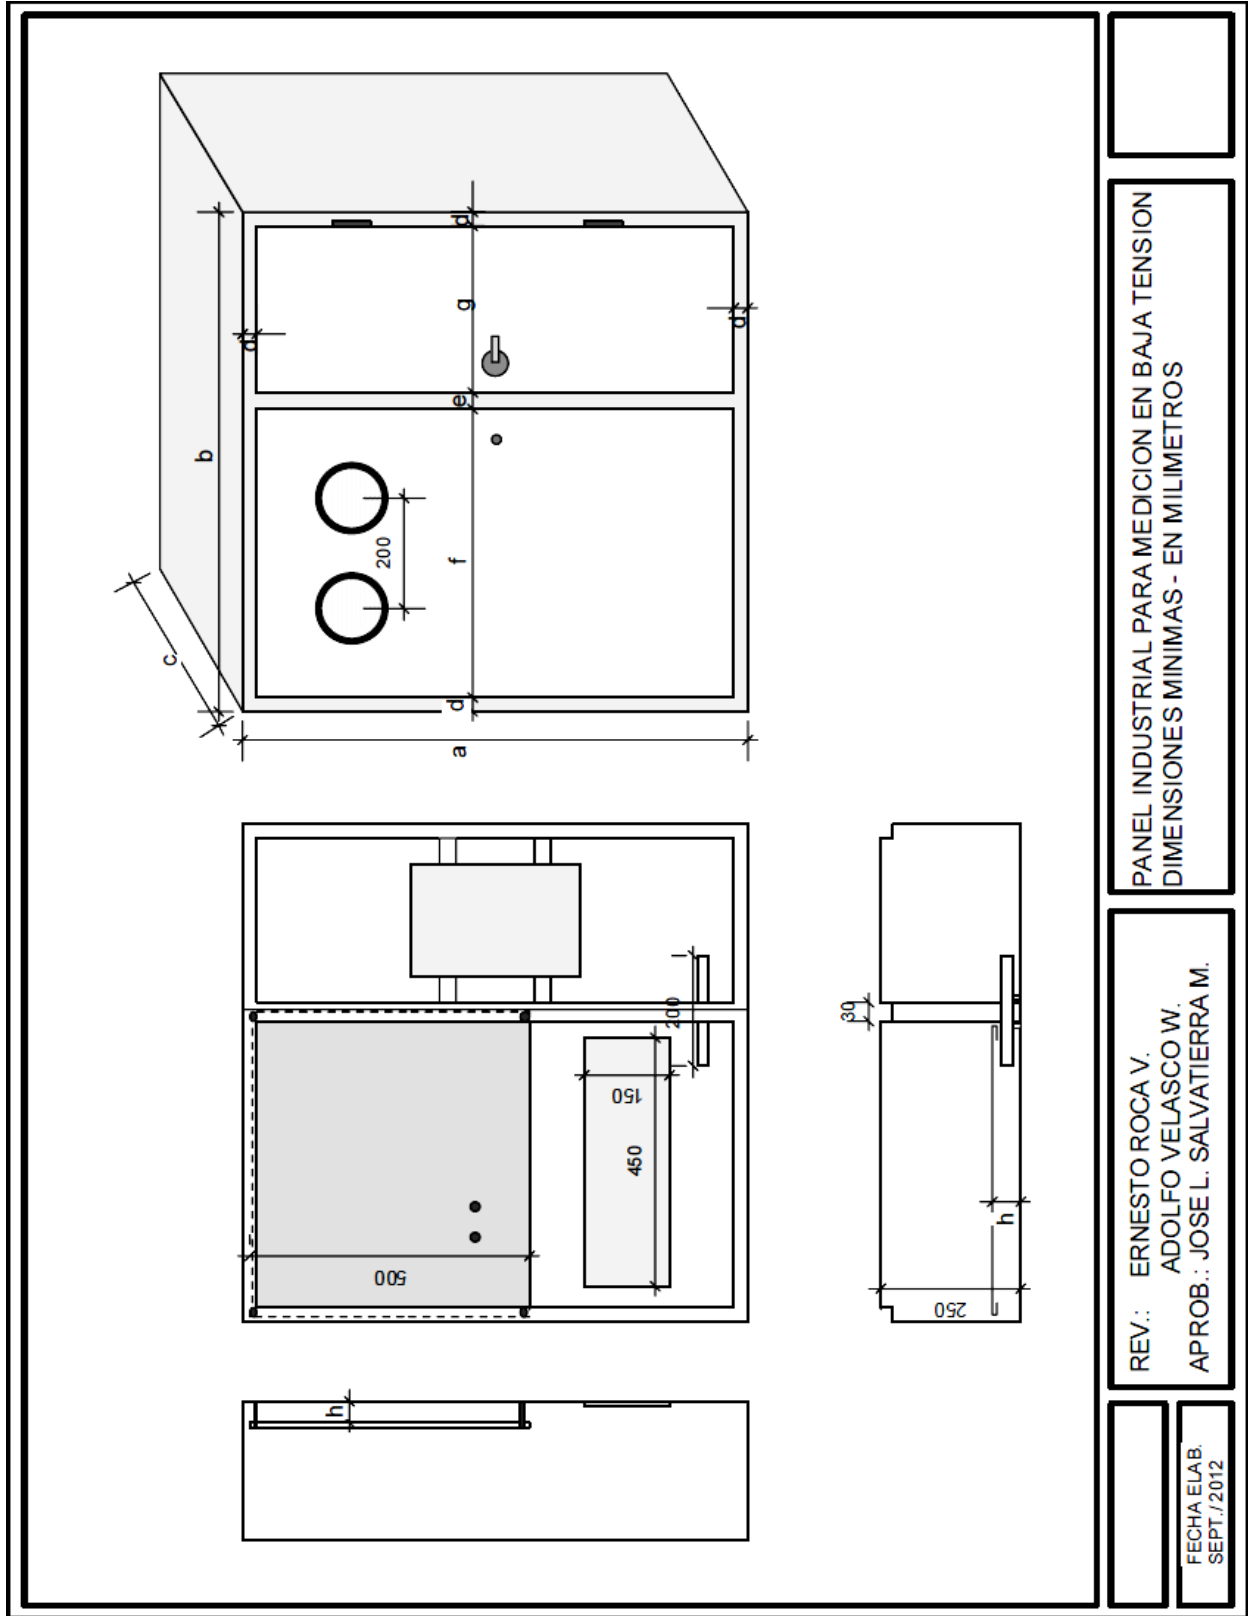 b
c
d
d
d
g
e
f
200
d
a
200
150
450
500
30
h
250
h
PANEL INDUSTRIAL PARA MEDICION EN BAJA TENSION
DIMENSIONES MINIMAS - EN MILIMETROS
REV.: ERNESTO ROCA V.
ADOLFO VELASCO W.
APROB.: JOSE L. SALVATIERRA M.
FECHA ELAB.
SEPT./2012